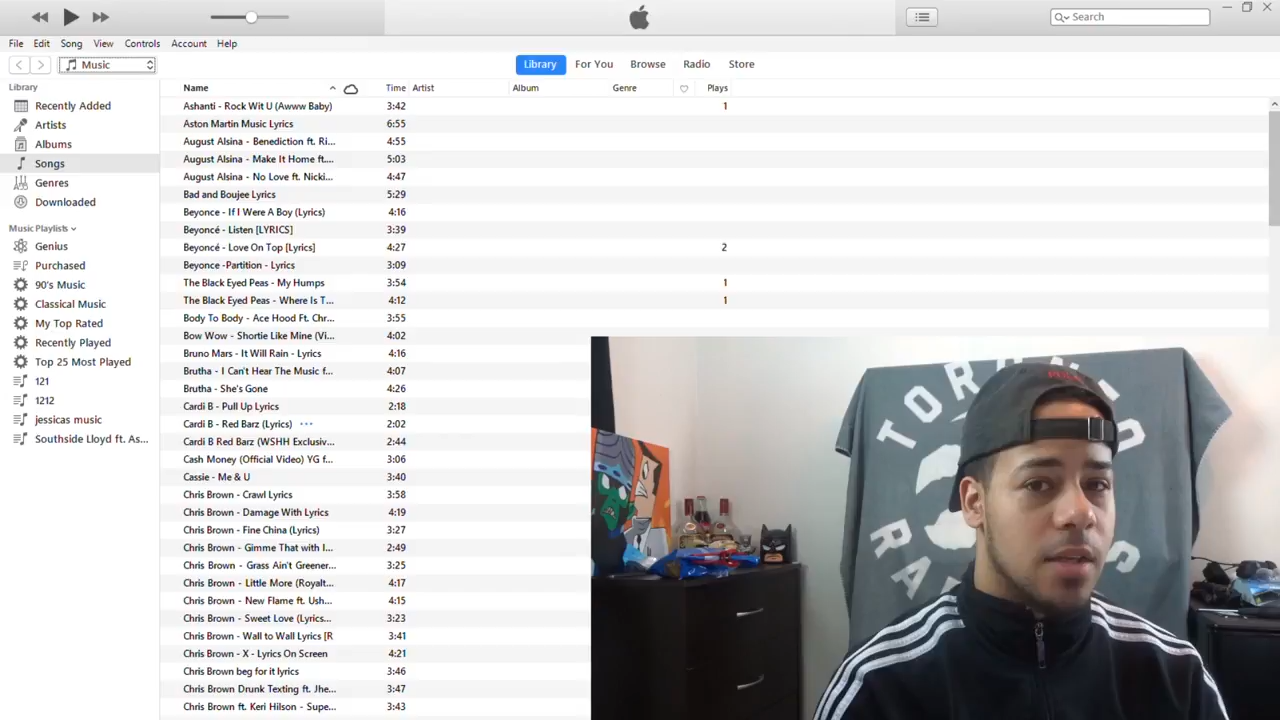 Search
File Edit Song View Controls Account Help
Music
Library For You Browse Radio Store
Library
Recently Added
Artists
Albums
Songs
Genres
Downloaded
Music Playlists
Genius
Purchased
90's Music
Classical Music
My Top Rated
Recently Played
Top 25 Most Played
121
1212
jessicas music
Southside Lloyd ft. As...
Name Time Artist Album Genre Plays
Ashanti - Rock Wit U (Awww Baby) 3:42 1
Aston Martin Music Lyrics 6:55
August Alsina - Benediction ft. Ri... 4:55
August Alsina - Make It Home ft.... 5:03
August Alsina - No Love ft. Nicki... 4:47
Bad and Boujee Lyrics 5:29
Beyonce - If I Were A Boy (Lyrics) 4:16
Beyoncé - Listen [LYRICS] 3:39
Beyoncé - Love On Top [Lyrics] 4:27 2
Beyonce -Partition - Lyrics 3:09
The Black Eyed Peas - My Humps 3:54 1
The Black Eyed Peas - Where Is T... 4:12 1
Body To Body - Ace Hood Ft. Chr... 3:55
Bow Wow - Shortie Like Mine (Vi... 4:02
Bruno Mars - It Will Rain - Lyrics 4:16
Brutha - I Can't Hear The Music f... 4:07
Brutha - She's Gone 4:26
Cardi B - Pull Up Lyrics 2:18
Cardi B - Red Barz (Lyrics) ••• 2:02
Cardi B Red Barz (WSHH Exclusiv... 2:44
Cash Money (Official Video) YG f... 3:06
Cassie - Me & U 3:40
Chris Brown - Crawl Lyrics 3:58
Chris Brown - Damage With Lyrics 4:19
Chris Brown - Fine China (Lyrics) 3:27
Chris Brown - Gimme That with l... 2:49
Chris Brown - Grass Ain't Greener... 3:25
Chris Brown - Little More (Royalt... 4:17
Chris Brown - New Flame ft. Ush... 4:15
Chris Brown - Sweet Love (Lyrics... 3:23
Chris Brown - Wall to Wall Lyrics [R 3:41
Chris Brown - X - Lyrics On Screen 4:21
Chris Brown beg for it lyrics 3:46
Chris Brown Drunk Texting ft. Jhe... 3:47
Chris Brown ft. Keri Hilson - Supe... 3:43